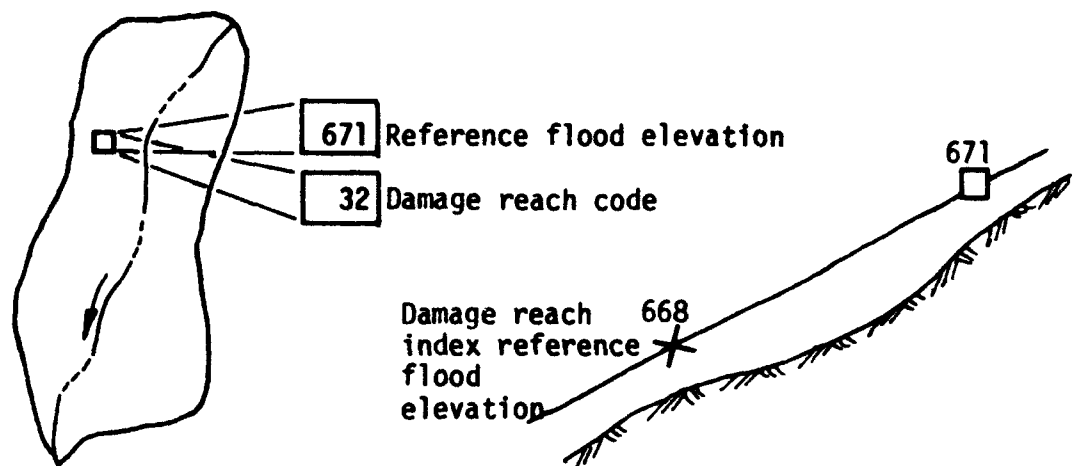 671 Reference flood elevation
32 Damage reach code
671
Damage reach 668
index reference
flood
elevation